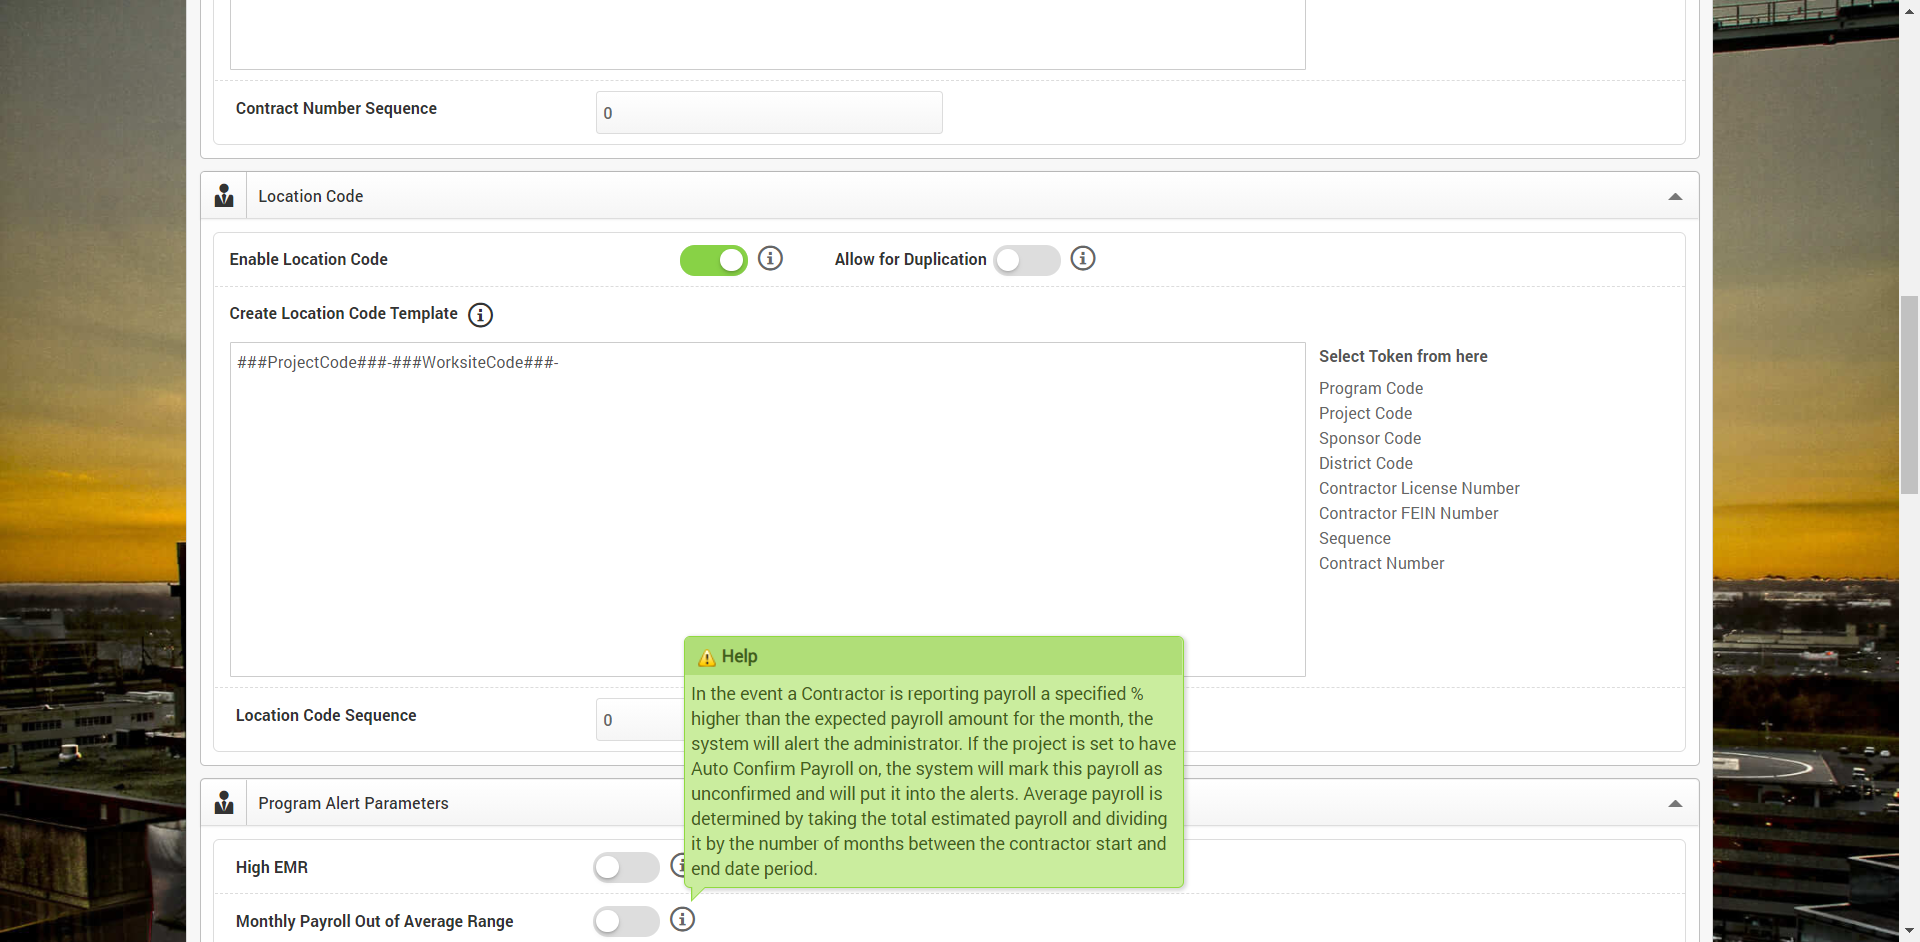 Contract Number Sequence
0
Location Code
Enable Location Code
Allow for Duplication
Create Location Code Template
###ProjectCode###-###WorksiteCode###-
Select Token from here
Program Code
Project Code
Sponsor Code
District Code
Contractor License Number
Contractor FEIN Number
Sequence
Contract Number
Location Code Sequence
0
Help
In the event a Contractor is reporting payroll a specified %
higher than the expected payroll amount for the month, the
system will alert the administrator. If the project is set to have
Auto Confirm Payroll on, the system will mark this payroll as
unconfirmed and will put it into the alerts. Average payroll is
determined by taking the total estimated payroll and dividing
it by the number of months between the contractor start and
end date period.
Program Alert Parameters
High EMR
Monthly Payroll Out of Average Range